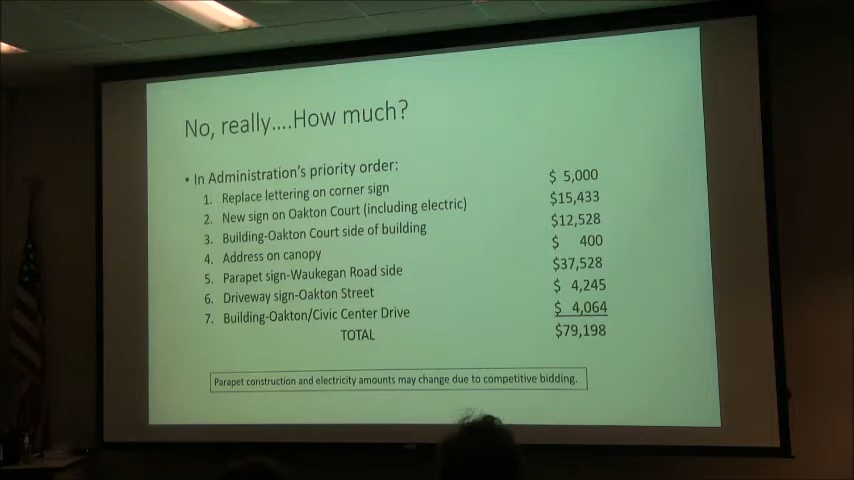 No, really....How much?
• In Administration's priority order:
1. Replace lettering on corner sign $ 5,000
2. New sign on Oakton Court (including electric) $15,433
3. Building-Oakton Court side of building $12,528
4. Address on canopy $ 400
5. Parapet sign-Waukegan Road side $37,528
6. Driveway sign-Oakton Street $ 4,245
7. Building-Oakton/Civic Center Drive $ 4,064
TOTAL $79,198
Parapet construction and electricity amounts may change due to competitive bidding.